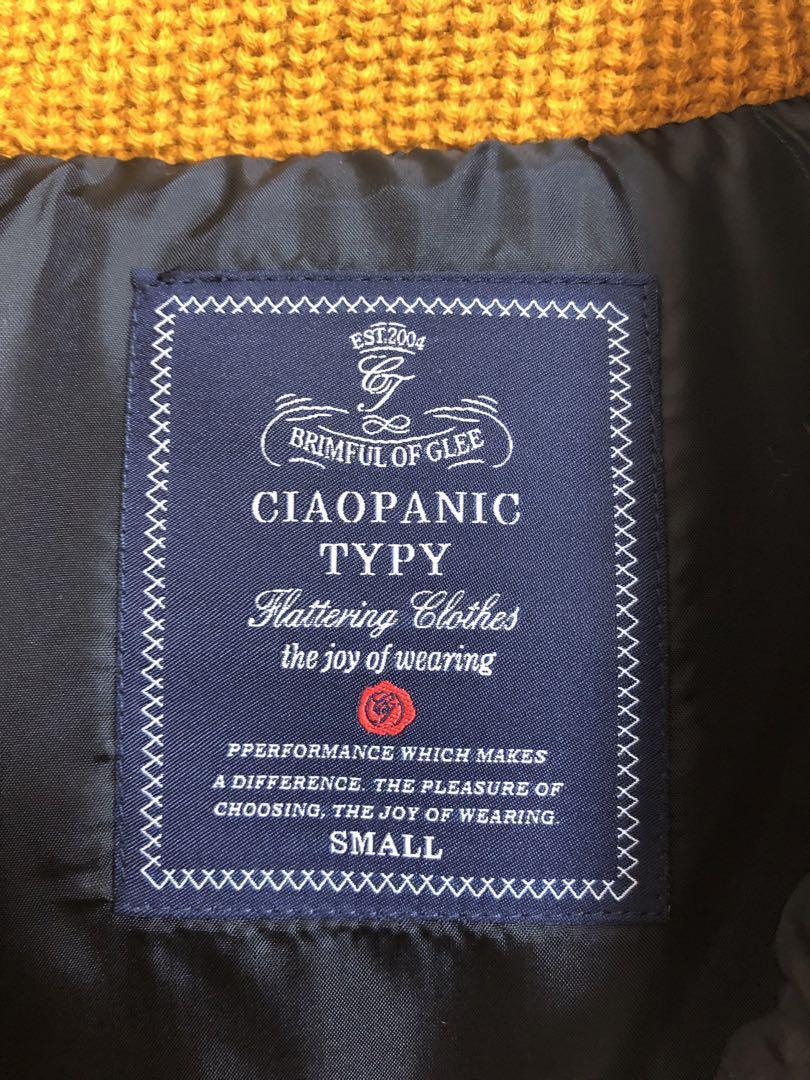 EST.2004
CT
BRIMFUL OF GLEE
CIAOPANIC
TYPY
Flattering Clothes
the joy of wearing
CT
PPERFORMANCE WHICH MAKES
A DIFFERENCE. THE PLEASURE OF
CHOOSING, THE JOY OF WEARING.
SMALL